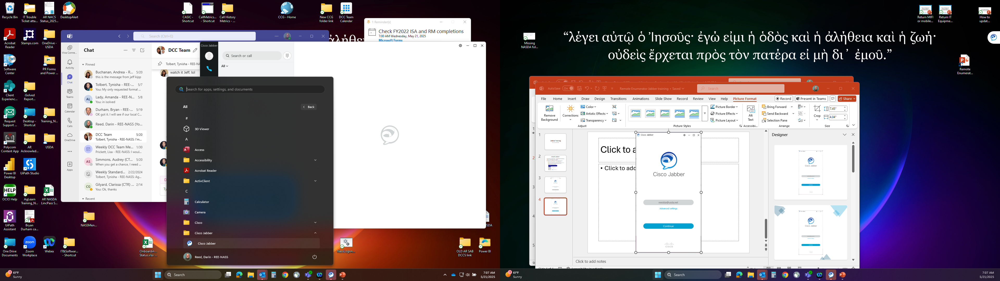 Recycle Bin
IT Trouble
Ticket atta...
AR NACS
Status_2025...
DesktopAlert
CASIC -
Shortcut
CallMetrics...
- Shortcut
Call History
Metrics - ...
CCG - Home
New CCG
folder link
DCC Team
Calendar
Acrobat
Reader
Stamps.com
OneDrive -
USDA
Software
Center
PR Forms
and Power ...
Client
Experienc...
iSolved
Report...
Request
Support ...
Desktop -
Shortcut
Training_N...
Polycom
Content App
AR
Acknowled...
USDA
Power BI
Desktop
UiPath Studio
OCIO Help
AgLearn
Training_N...
AR NASDA
LincPass S...
UiPath
Assistant
Bryan
Durham ca...
NASSMen...
One Drive
Documents
Zoom
Workplace
Webex
IT&Softwar...
- Shortcut
Onboardin...
Status.xlsx ...
NassLogon...
OLD AR SAB
DCCS link
Power BI
Search (Ctrl+E)
Viva Conne...
Activity
Chat
Teams
Calendar
Calls
OneDrive
Apps
Chat
Pinned
Buchanan, Andrea - R... 5/20
this is the message from jeff kipp
Tolbert, Tynisha - REE-... 5/7
You: My only requested formal ...
Lady, Amanda - REE-N... 5/8
You: in isolved
Durham, Bryan - REE-... 5/19
OK got it. I will see if our local C...
Reed, Darin - REE-NASS (Yo...
DCC Team 5/20
Tolbert, Tynisha - REE-NASS: I'm...
Weekly DCC Team Me... 1/30
Prickett, Lisa - REE-NASS: I woul...
Simmons, Audrey (CT... 5/20
When you get a chance, I need ...
Weekly Standard... 2/22/2024
Tolbert, Tynisha - REE-NASS: Ag...
Gilyard, Clarissa (CTR) ... 2/14
You: Ok, thanks
Recent
DCC Team
Tolbert, Tynisha - REE-NA
watch it Jeff, lol
Cisco Jabber
Search or call
All
1 Reminder(s)
Check FY2022 ISA and RM completions
7:00 AM Wednesday, May 21, 2025
Microsoft Forms
Search for apps, settings, and documents
All
Back
#
3D Viewer
A
Access
Accessibility
Acrobat Reader
ActivClient
C
Calculator
Camera
Cisco
Cisco Jabber
Cisco Jabber
Reed, Darin - REE-NASS
61°F
Sunny
Search
7:07 AM
5/21/2025
Return MIFI
or mobile...
Return IT
Equipme...
How to
updat...
Missing
NASDA fol...
Remote
Enumerat...
“λέγει αὐτῷ ὁ Ἰησοῦς· ἐγώ εἰμι ἡ ὁδὸς καὶ ἡ ἀλήθεια καὶ ἡ ζωή·
οὐδεὶς ἔρχεται πρὸς τὸν πατέρα εἰ μὴ δι᾽ ἐμοῦ.”
AutoSave On Remote Enumerator Jabber training • Saved
Search
File Home Insert Draw Design Transitions Animations Slide Show Record Review View Help Picture Format
Record
Present in Teams
Share
Remove
Background
Corrections
Color
Artistic Effects
Transparency
Adjust
Picture Styles
Picture Border
Picture Effects
Picture Layout
Alt
Text
Accessibi...
Bring Forward
Send Backward
Selection Pane
Arrange
Crop
7.45"
4.04"
Size
1
2
3
4
Click to a
• Click to add
Cisco Jabber
Cisco Jabber
reedda@usda.net
Advanced settings
Continue
CISCO
Designer
Click to add notes
61°F
Sunny
Search
7:07 AM
5/21/2025